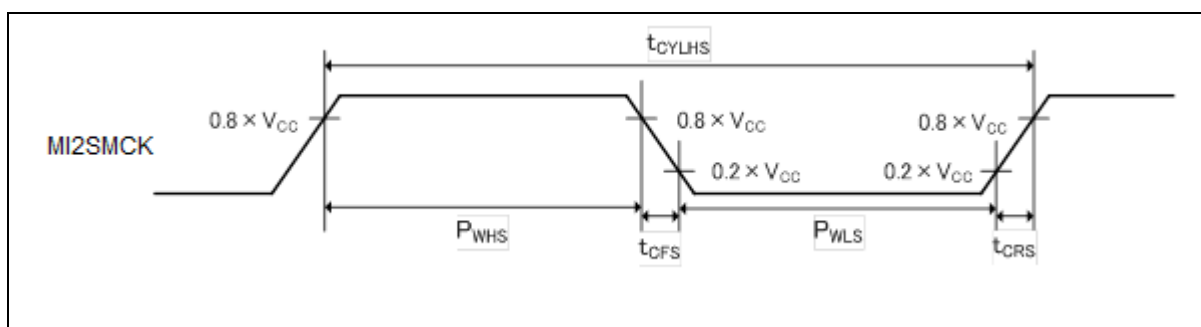 tCYLHS
0.8 × VCC
0.8 × VCC
0.8 × VCC
MI2SMCK
0.2 × VCC
0.2 × VCC
PWHS
tCFS
PWLS
tCRS